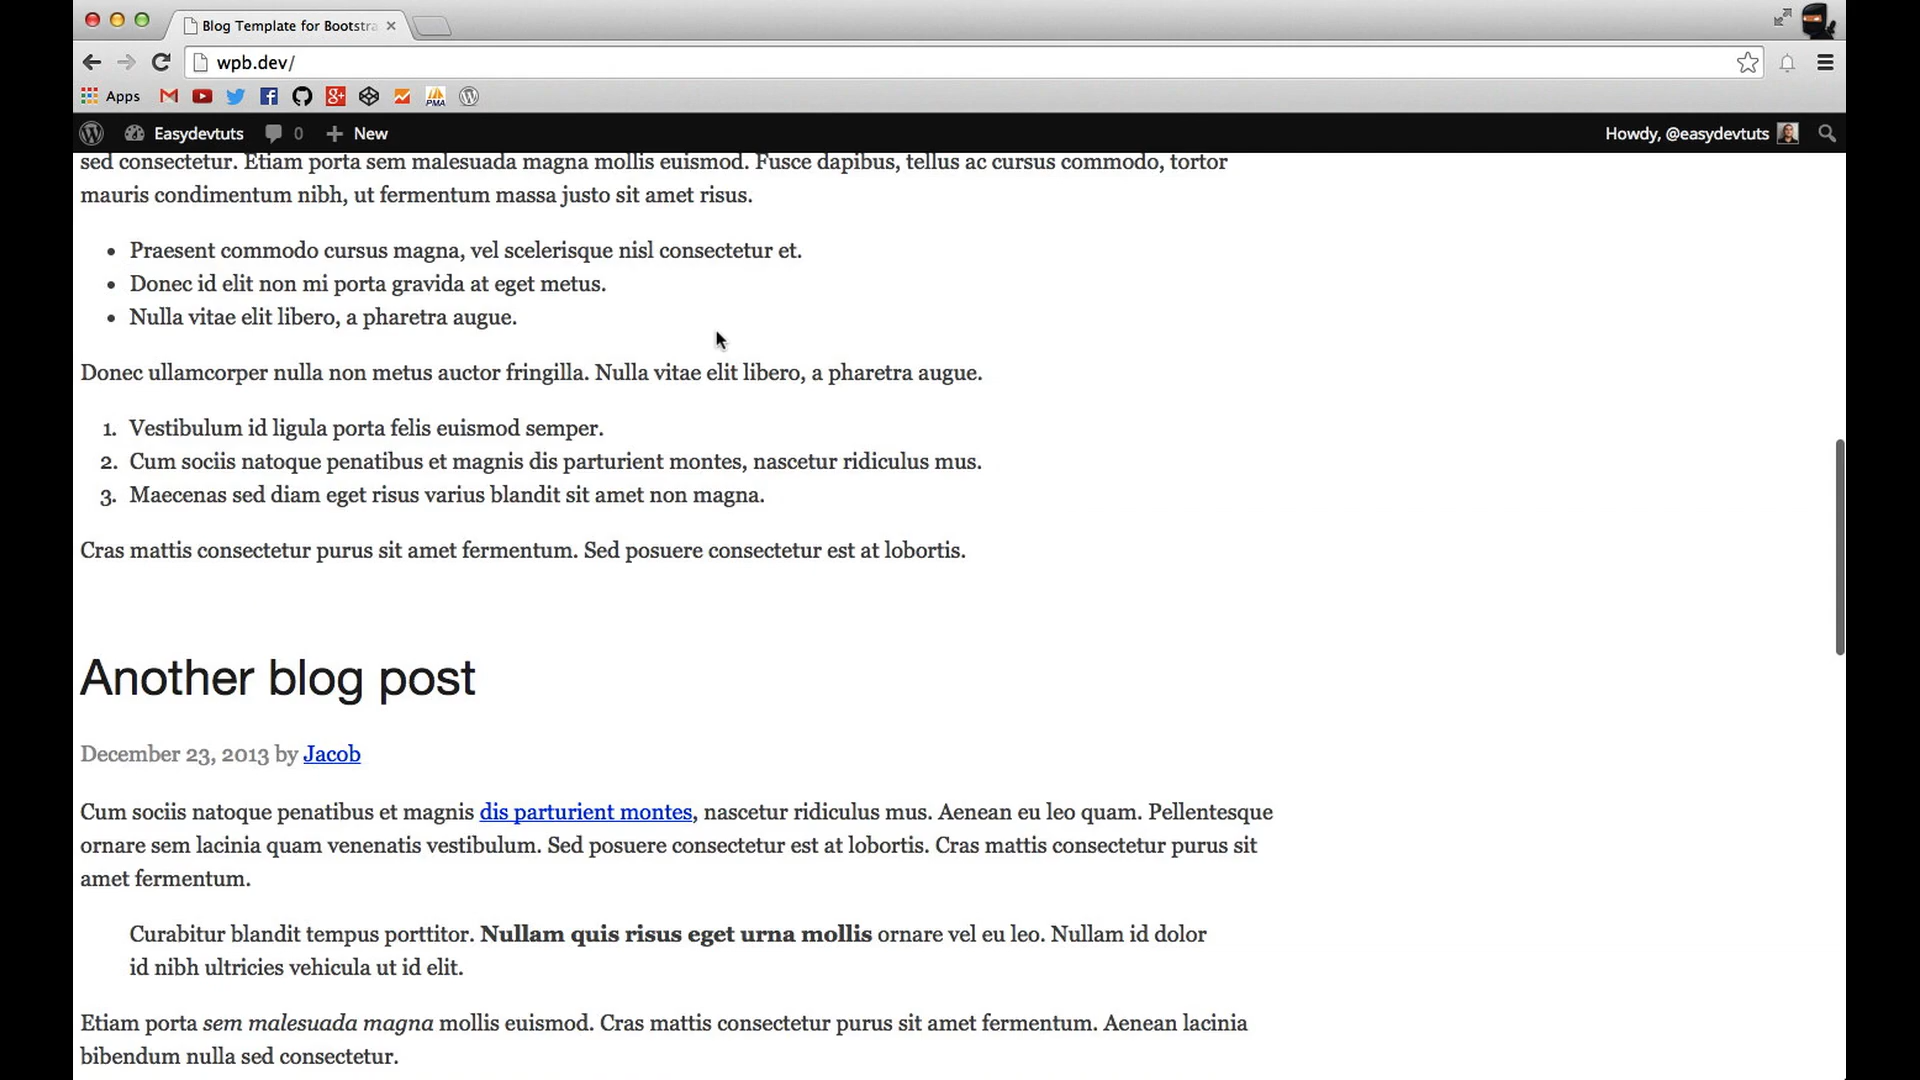 Blog Template for Bootstra
wpb.dev/
Apps
PMA
Easydevtuts 0 New Howdy, @easydevtuts
sed consectetur. Etiam porta sem malesuada magna mollis euismod. Fusce dapibus, tellus ac cursus commodo, tortor
mauris condimentum nibh, ut fermentum massa justo sit amet risus.
• Praesent commodo cursus magna, vel scelerisque nisl consectetur et.
• Donec id elit non mi porta gravida at eget metus.
• Nulla vitae elit libero, a pharetra augue.
Donec ullamcorper nulla non metus auctor fringilla. Nulla vitae elit libero, a pharetra augue.
1. Vestibulum id ligula porta felis euismod semper.
2. Cum sociis natoque penatibus et magnis dis parturient montes, nascetur ridiculus mus.
3. Maecenas sed diam eget risus varius blandit sit amet non magna.
Cras mattis consectetur purus sit amet fermentum. Sed posuere consectetur est at lobortis.
Another blog post
December 23, 2013 by Jacob
Cum sociis natoque penatibus et magnis dis parturient montes, nascetur ridiculus mus. Aenean eu leo quam. Pellentesque
ornare sem lacinia quam venenatis vestibulum. Sed posuere consectetur est at lobortis. Cras mattis consectetur purus sit
amet fermentum.
Curabitur blandit tempus porttitor. Nullam quis risus eget urna mollis ornare vel eu leo. Nullam id dolor
id nibh ultricies vehicula ut id elit.
Etiam porta sem malesuada magna mollis euismod. Cras mattis consectetur purus sit amet fermentum. Aenean lacinia
bibendum nulla sed consectetur.